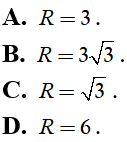 A. R = 3.
B. R = 3√3.
C. R = √3.
D. R = 6.